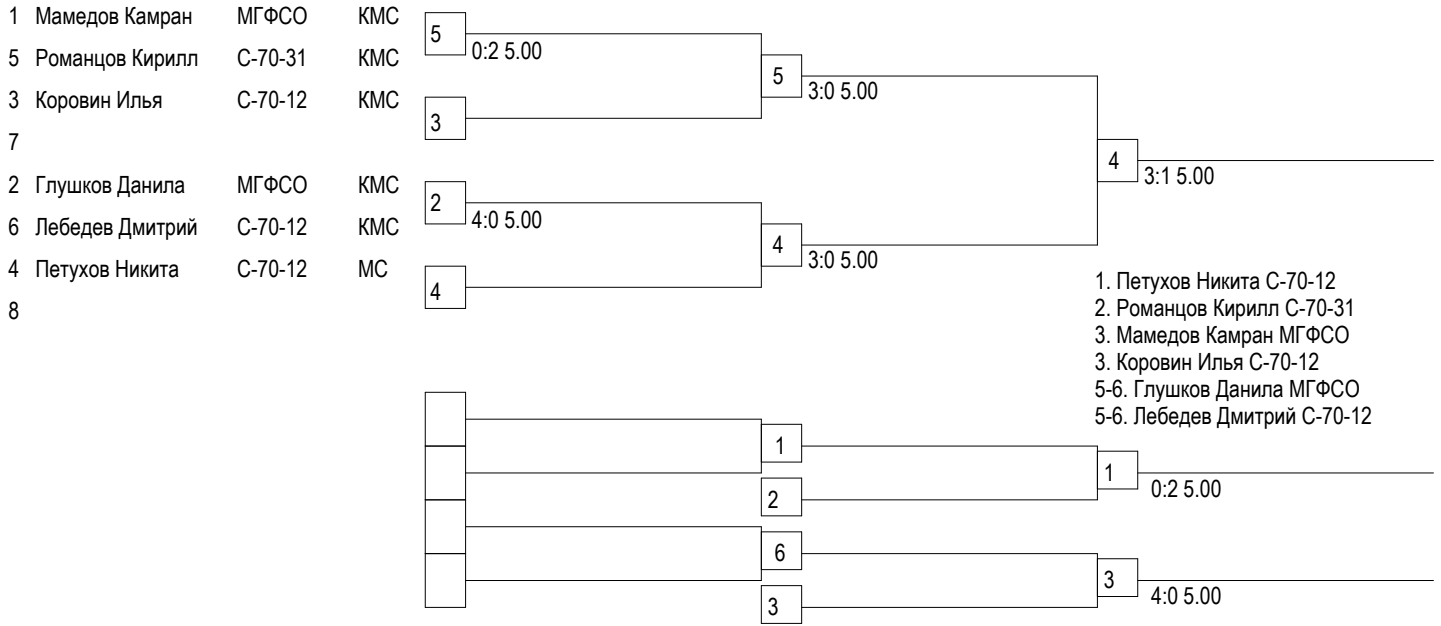 1 Мамедов Камран МГФСО КМС
5 Романцов Кирилл С-70-31 КМС
3 Коровин Илья С-70-12 КМС
7
2 Глушков Данила МГФСО КМС
6 Лебедев Дмитрий С-70-12 КМС
4 Петухов Никита С-70-12 МС
8
5
0:2 5.00
3
2
4:0 5.00
4
5
3:0 5.00
4
3:0 5.00
4
3:1 5.00
1. Петухов Никита С-70-12
2. Романцов Кирилл С-70-31
3. Мамедов Камран МГФСО
3. Коровин Илья С-70-12
5-6. Глушков Данила МГФСО
5-6. Лебедев Дмитрий С-70-12
1
2
1
0:2 5.00
6
3
3
4:0 5.00